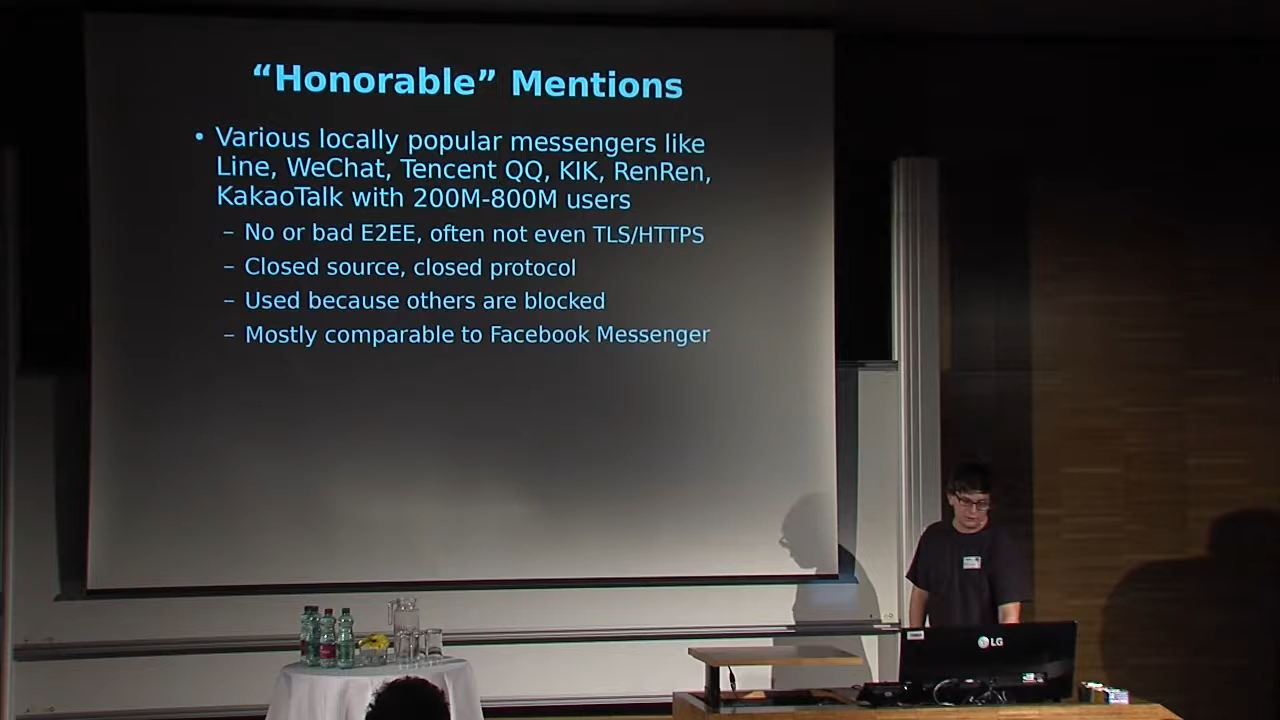 “Honorable” Mentions
• Various locally popular messengers like
Line, WeChat, Tencent QQ, KIK, RenRen,
KakaoTalk with 200M-800M users
– No or bad E2EE, often not even TLS/HTTPS
– Closed source, closed protocol
– Used because others are blocked
– Mostly comparable to Facebook Messenger
LG